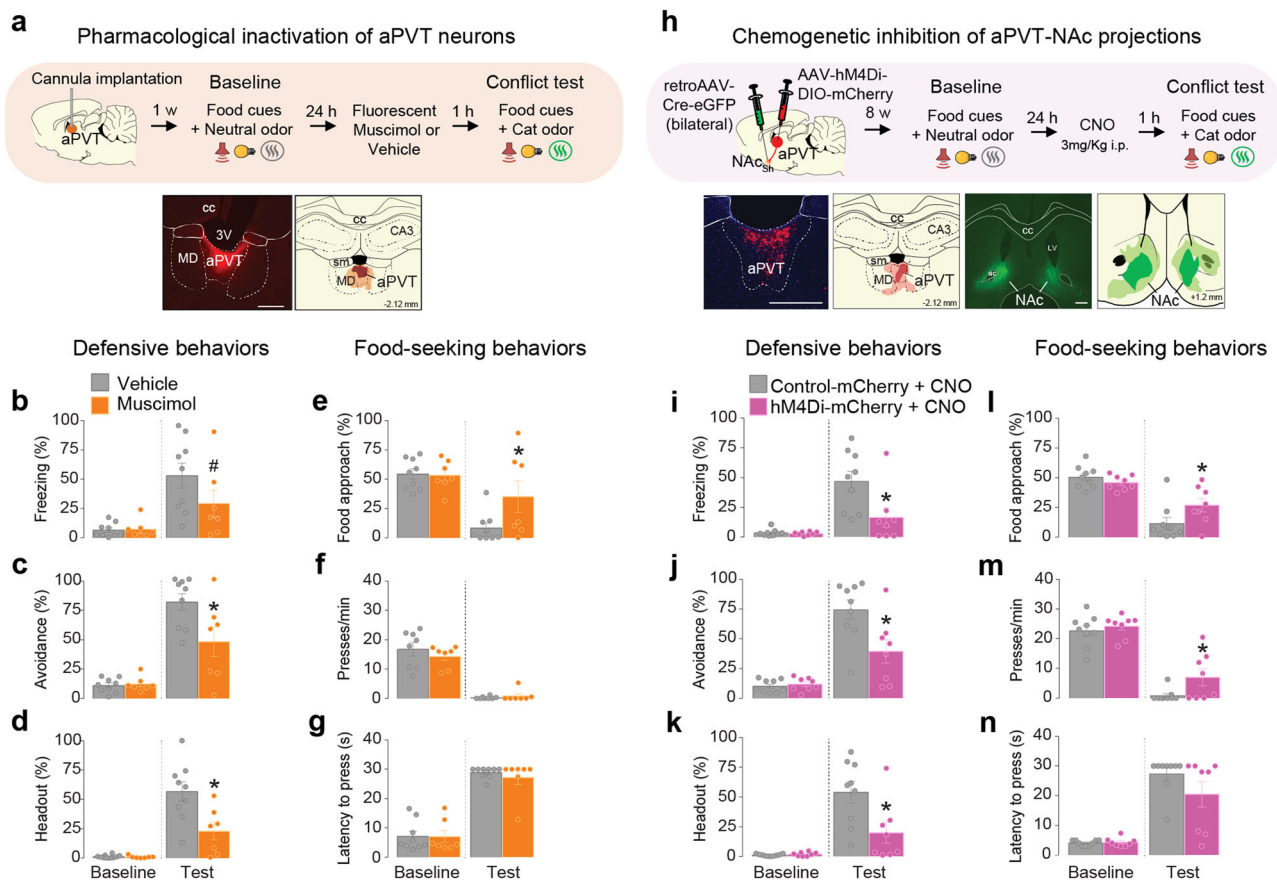 a
Pharmacological inactivation of aPVT neurons
Cannula implantation
aPVT
1 w
Baseline
Food cues
+ Neutral odor
24 h
Fluorescent
Muscimol or
Vehicle
1 h
Conflict test
Food cues
+ Cat odor
cc
3V
MD
aPVT
cc
CA3
sm
MD
aPVT
-2.12 mm
Defensive behaviors
Food-seeking behaviors
Vehicle
Muscimol
b
Freezing (%)
100
75
50
25
0
#
e
Food approach (%)
100
75
50
25
0
*
c
Avoidance (%)
100
75
50
25
0
*
f
Presses/min
40
30
20
10
0
d
Headout (%)
100
75
50
25
0
*
Baseline
Test
g
Latency to press (s)
40
30
20
10
0
Baseline
Test
h
Chemogenetic inhibition of aPVT-NAc projections
retroAAV-
Cre-eGFP
(bilateral)
AAV-hM4Di-
DIO-mCherry
aPVT
NAcSh
8 w
Baseline
Food cues
+ Neutral odor
24 h
CNO
3mg/Kg i.p.
1 h
Conflict test
Food cues
+ Cat odor
aPVT
cc
CA3
sm
MD
aPVT
-2.12 mm
cc
LV
ac
NAc
NAc
+1.2 mm
Defensive behaviors
Food-seeking behaviors
Control-mCherry + CNO
hM4Di-mCherry + CNO
i
Freezing (%)
100
75
50
25
0
*
l
Food approach (%)
100
75
50
25
0
*
j
Avoidance (%)
100
75
50
25
0
*
m
Presses/min
40
30
20
10
0
*
k
Headout (%)
100
75
50
25
0
*
Baseline
Test
n
Latency to press (s)
40
30
20
10
0
Baseline
Test